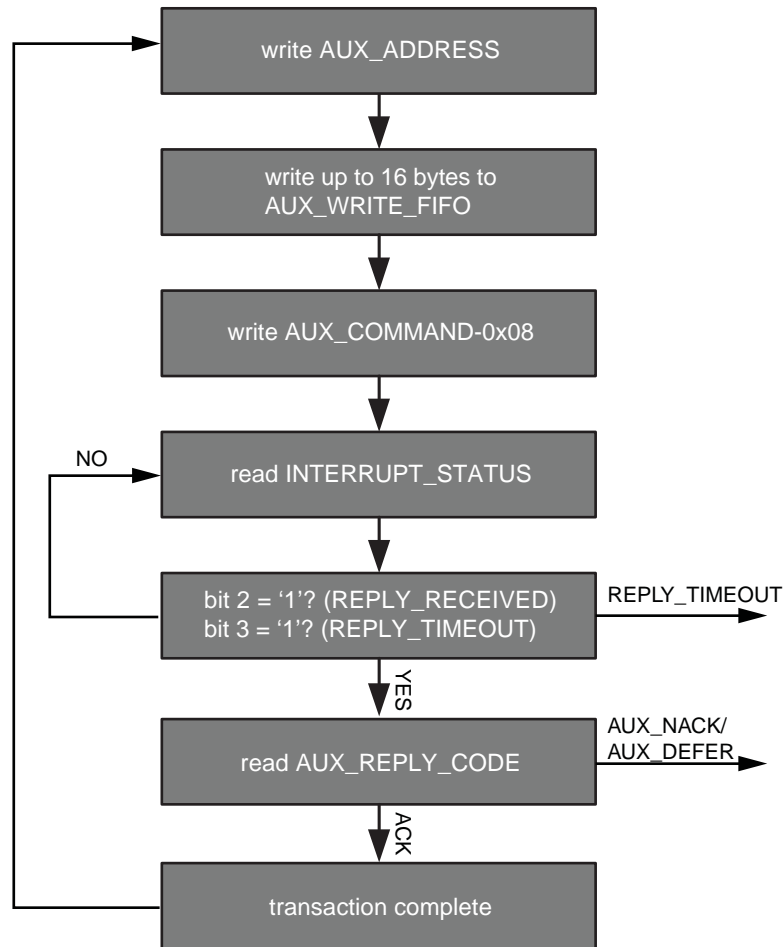 write AUX_ADDRESS
write up to 16 bytes to
AUX_WRITE_FIFO
write AUX_COMMAND-0x08
NO
read INTERRUPT_STATUS
bit 2 = ‘1’? (REPLY_RECEIVED)
bit 3 = ‘1’? (REPLY_TIMEOUT)
REPLY_TIMEOUT
YES
read AUX_REPLY_CODE
AUX_NACK/
AUX_DEFER
ACK
transaction complete